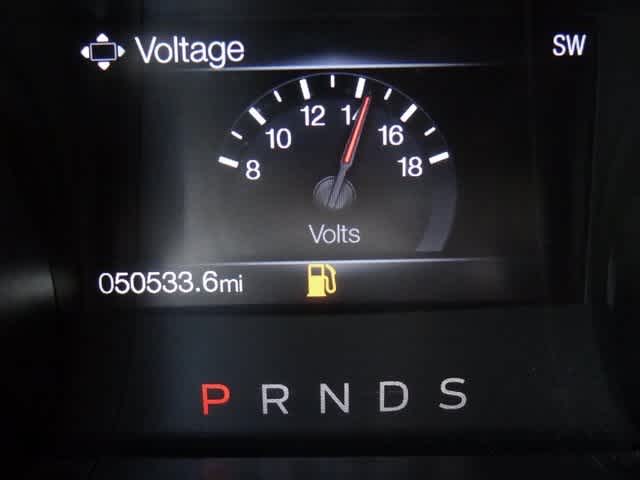 Voltage SW
8 10 12 14 16 18
Volts
050533.6mi
P R N D S